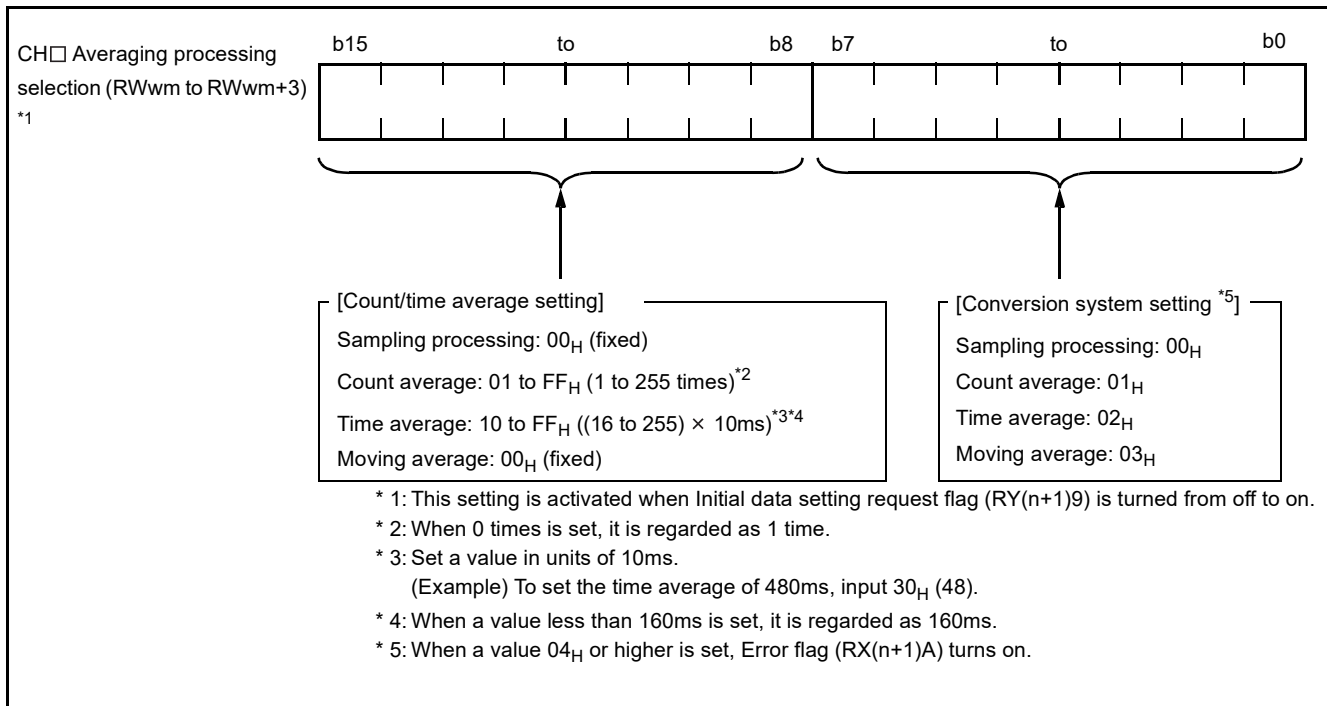 CH□ Averaging processing
selection (RWwm to RWwm+3)
*1
b15 to b8 b7 to b0
[Count/time average setting]
Sampling processing: 00H (fixed)
Count average: 01 to FFH (1 to 255 times)*2
Time average: 10 to FFH ((16 to 255) × 10ms)*3*4
Moving average: 00H (fixed)
[Conversion system setting *5]
Sampling processing: 00H
Count average: 01H
Time average: 02H
Moving average: 03H
* 1: This setting is activated when Initial data setting request flag (RY(n+1)9) is turned from off to on.
* 2: When 0 times is set, it is regarded as 1 time.
* 3: Set a value in units of 10ms.
(Example) To set the time average of 480ms, input 30H (48).
* 4: When a value less than 160ms is set, it is regarded as 160ms.
* 5: When a value 04H or higher is set, Error flag (RX(n+1)A) turns on.